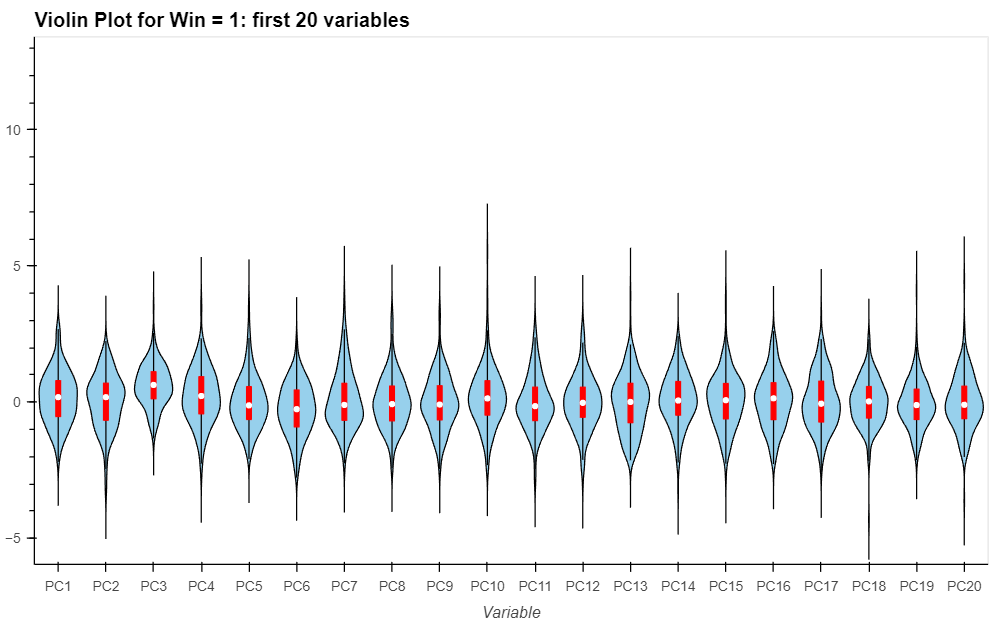 Violin Plot for Win = 1: first 20 variables
10
5
0
−5
PC1 PC2 PC3 PC4 PC5 PC6 PC7 PC8 PC9 PC10 PC11 PC12 PC13 PC14 PC15 PC16 PC17 PC18 PC19 PC20
Variable